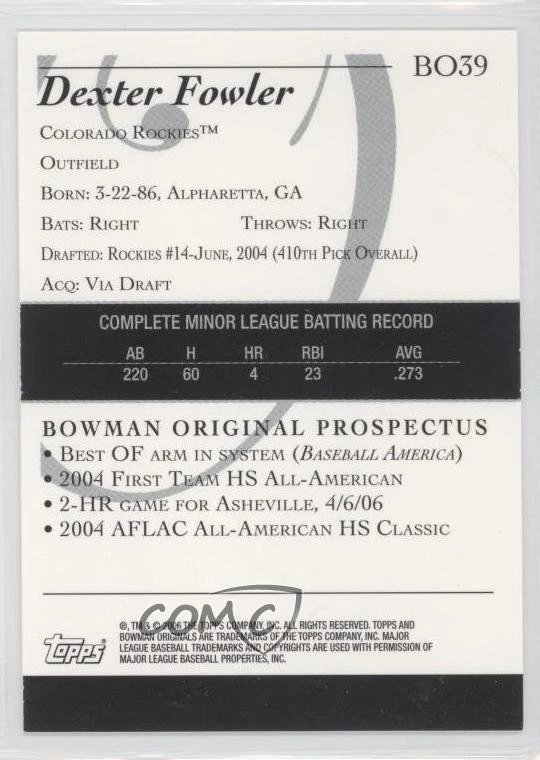 BO39
Dexter Fowler
Colorado Rockies™
Outfield
Born: 3-22-86, Alpharetta, GA
Bats: Right Throws: Right
Drafted: Rockies #14-June, 2004 (410th Pick Overall)
Acq: Via Draft
COMPLETE MINOR LEAGUE BATTING RECORD
AB H HR RBI AVG
220 60 4 23 .273
BOWMAN ORIGINAL PROSPECTUS
• Best OF arm in system (Baseball America)
• 2004 First Team HS All-American
• 2-HR game for Asheville, 4/6/06
• 2004 AFLAC All-American HS Classic
COMC
®, TM & © 2006 THE TOPPS COMPANY, INC. ALL RIGHTS RESERVED. TOPPS AND
BOWMAN ORIGINALS ARE TRADEMARKS OF THE TOPPS COMPANY, INC. MAJOR
LEAGUE BASEBALL TRADEMARKS AND COPYRIGHTS ARE USED WITH PERMISSION OF
MAJOR LEAGUE BASEBALL PROPERTIES, INC.
Topps®